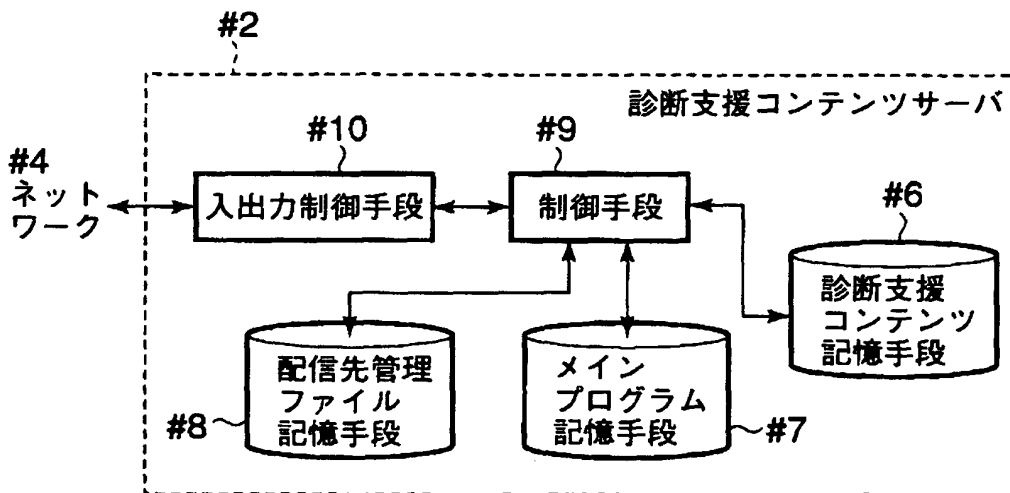 #2
診断支援コンテンツサーバ
#10
#9
#4
ネット
ワーク
入出力制御手段
制御手段
#6
診断支援
コンテンツ
記憶手段
配信先管理
ファイル
記憶手段
#8
メイン
プログラム
記憶手段
#7